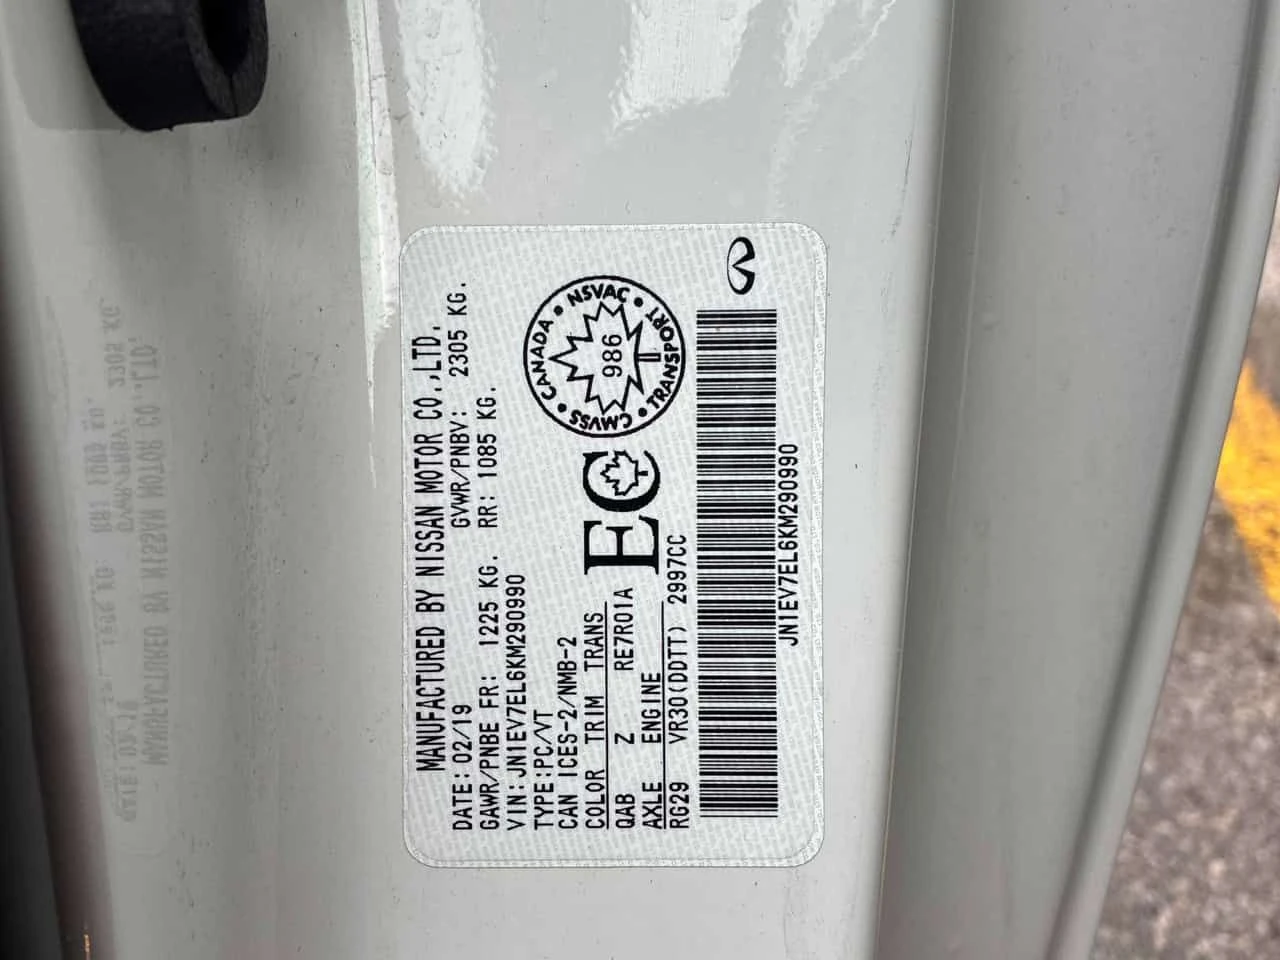 MANUFACTURED BY NISSAN MOTOR CO.,LTD.
DATE: 02/19 GVWR/PNBV: 2305 KG.
GAWR/PNBE FR: 1225 KG. RR: 1085 KG.
VIN: JN1EV7EL6KM290990
TYPE:PC/VT
CAN ICES-2/NMB-2
COLOR TRIM TRANS
QAB Z RE7R01A
AXLE ENGINE
RG29 VR30(DDTT) 2997CC
EC
CANADA • NSVAC • TRANSPORT • CMVSS •
986
JN1EV7EL6KM290990